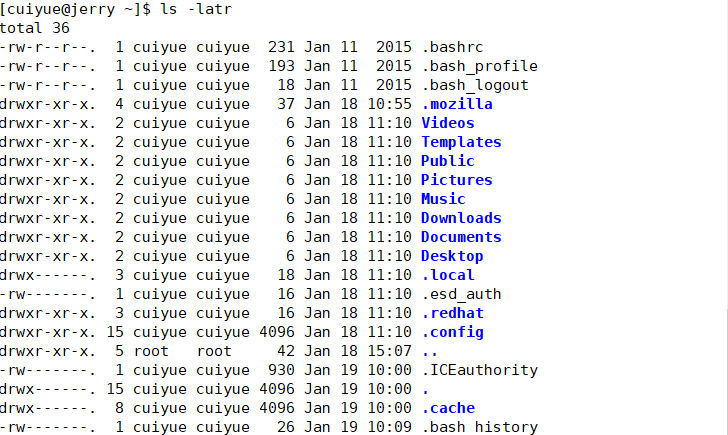 [cuiyue@jerry ~]$ ls -latr
total 36
-rw-r--r--.  1 cuiyue cuiyue  231 Jan 11  2015 .bashrc
-rw-r--r--.  1 cuiyue cuiyue  193 Jan 11  2015 .bash_profile
-rw-r--r--.  1 cuiyue cuiyue   18 Jan 11  2015 .bash_logout
drwxr-xr-x.  4 cuiyue cuiyue   37 Jan 18 10:55 .mozilla
drwxr-xr-x.  2 cuiyue cuiyue    6 Jan 18 11:10 Videos
drwxr-xr-x.  2 cuiyue cuiyue    6 Jan 18 11:10 Templates
drwxr-xr-x.  2 cuiyue cuiyue    6 Jan 18 11:10 Public
drwxr-xr-x.  2 cuiyue cuiyue    6 Jan 18 11:10 Pictures
drwxr-xr-x.  2 cuiyue cuiyue    6 Jan 18 11:10 Music
drwxr-xr-x.  2 cuiyue cuiyue    6 Jan 18 11:10 Downloads
drwxr-xr-x.  2 cuiyue cuiyue    6 Jan 18 11:10 Documents
drwxr-xr-x.  2 cuiyue cuiyue    6 Jan 18 11:10 Desktop
drwx------.  3 cuiyue cuiyue   18 Jan 18 11:10 .local
-rw-------.  1 cuiyue cuiyue   16 Jan 18 11:10 .esd_auth
drwxr-xr-x.  3 cuiyue cuiyue   16 Jan 18 11:10 .redhat
drwxr-xr-x. 15 cuiyue cuiyue 4096 Jan 18 11:10 .config
drwxr-xr-x.  5 root   root     42 Jan 18 15:07 ..
-rw-------.  1 cuiyue cuiyue  930 Jan 19 10:00 .ICEauthority
drwx------. 15 cuiyue cuiyue 4096 Jan 19 10:00 .
drwx------.  8 cuiyue cuiyue 4096 Jan 19 10:00 .cache
-rw-------.  1 cuiyue cuiyue   26 Jan 19 10:09 .bash_history